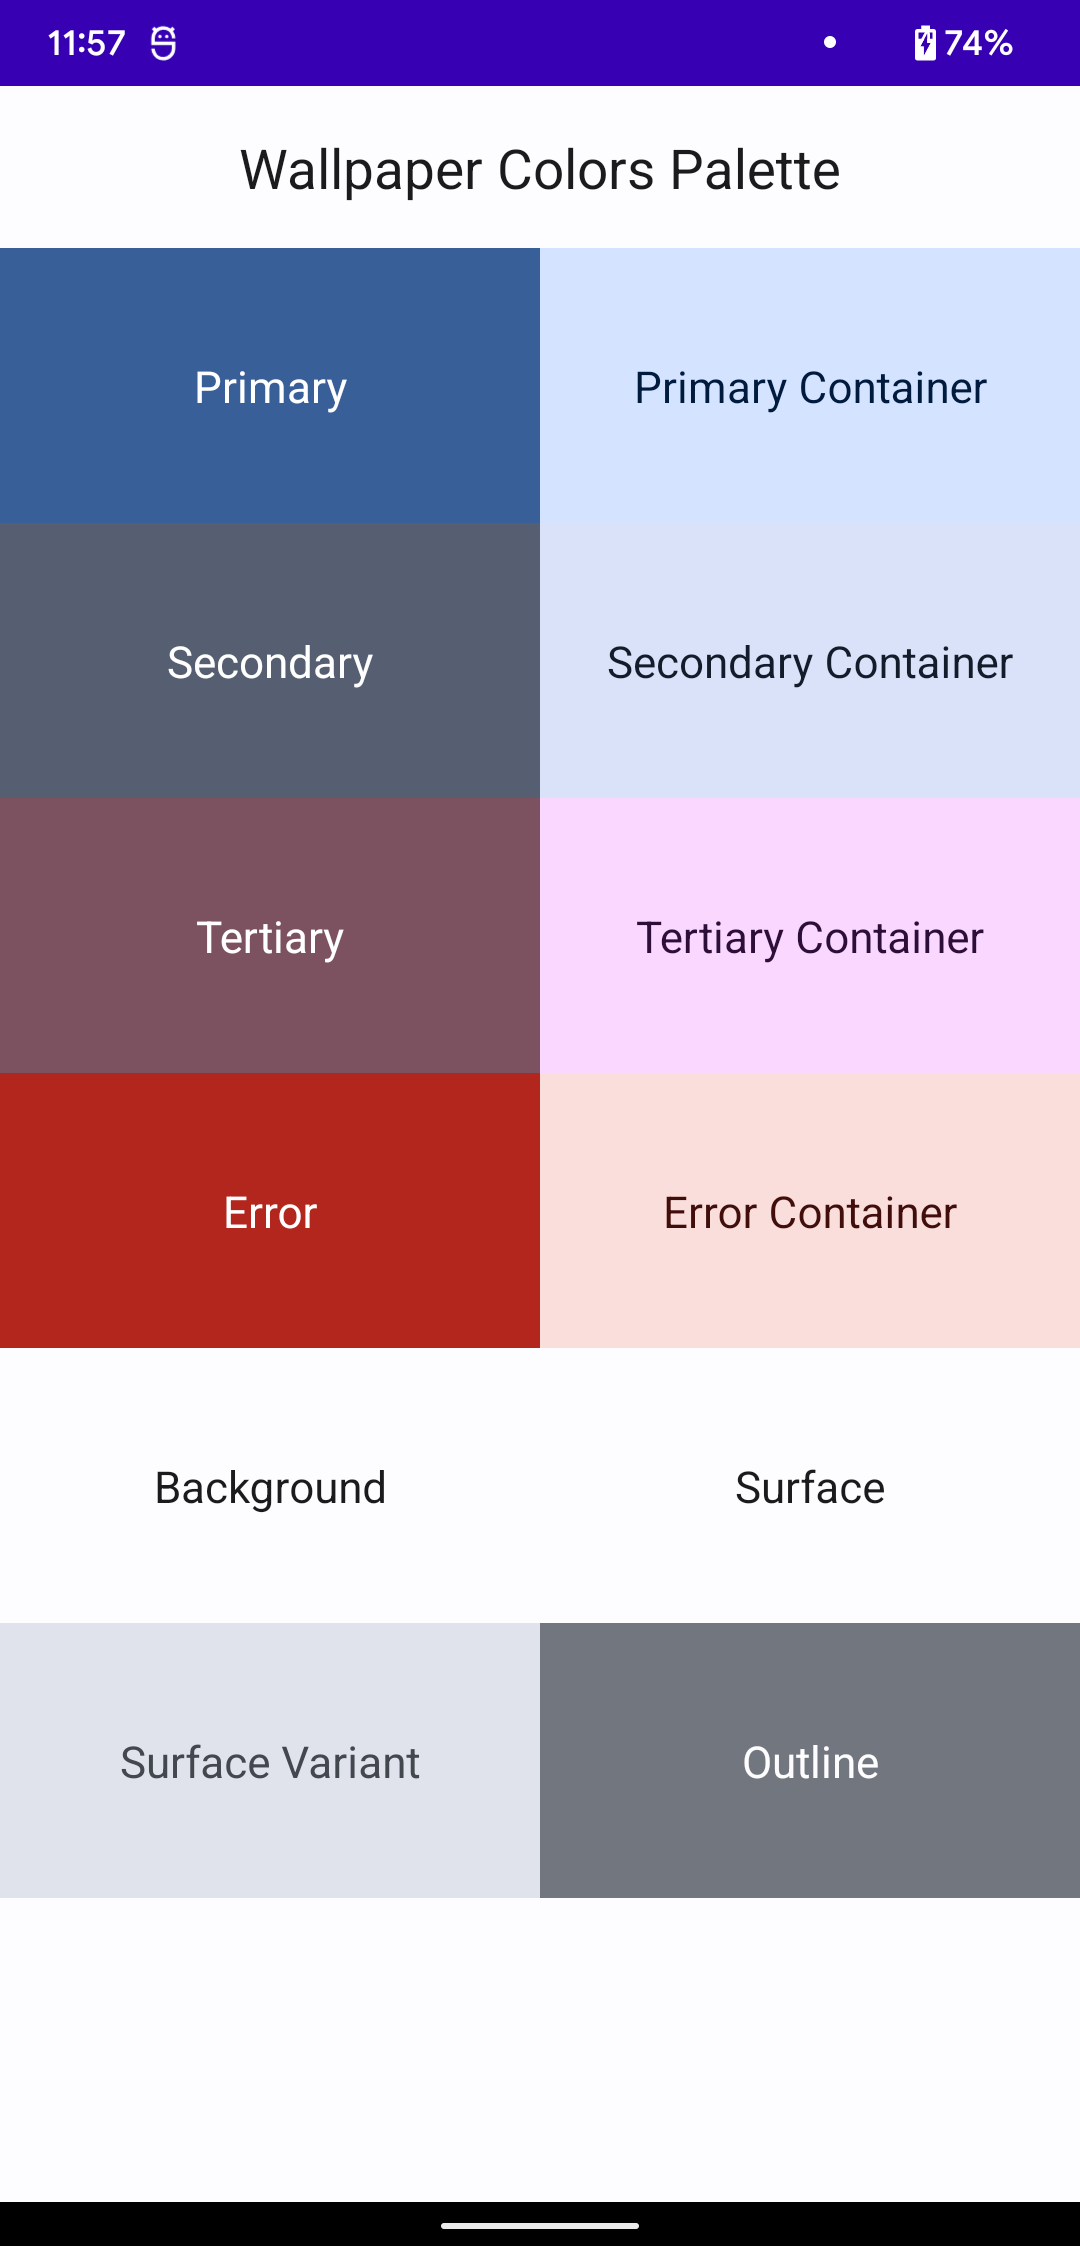 11:57 74%
Wallpaper Colors Palette
Primary Primary Container
Secondary Secondary Container
Tertiary Tertiary Container
Error Error Container
Background Surface
Surface Variant Outline